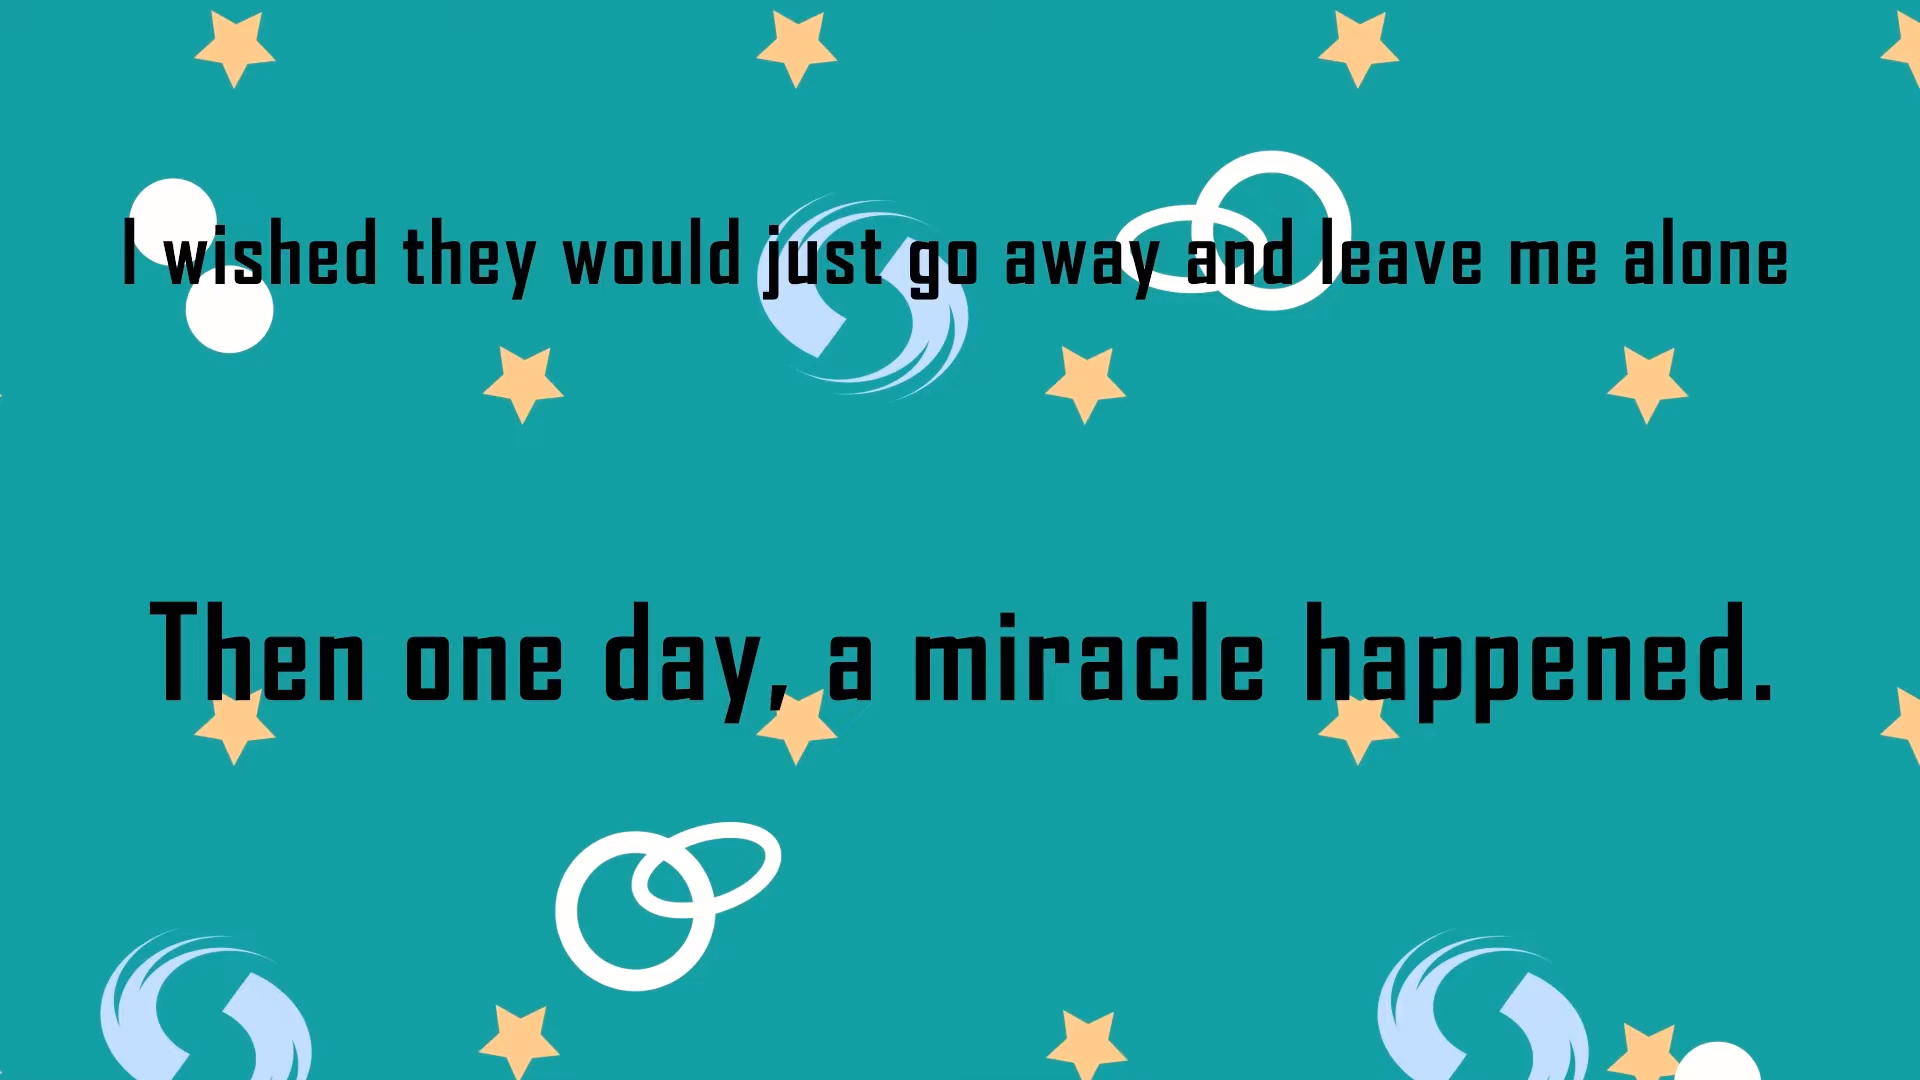 I wished they would just go away and leave me alone
Then one day, a miracle happened.